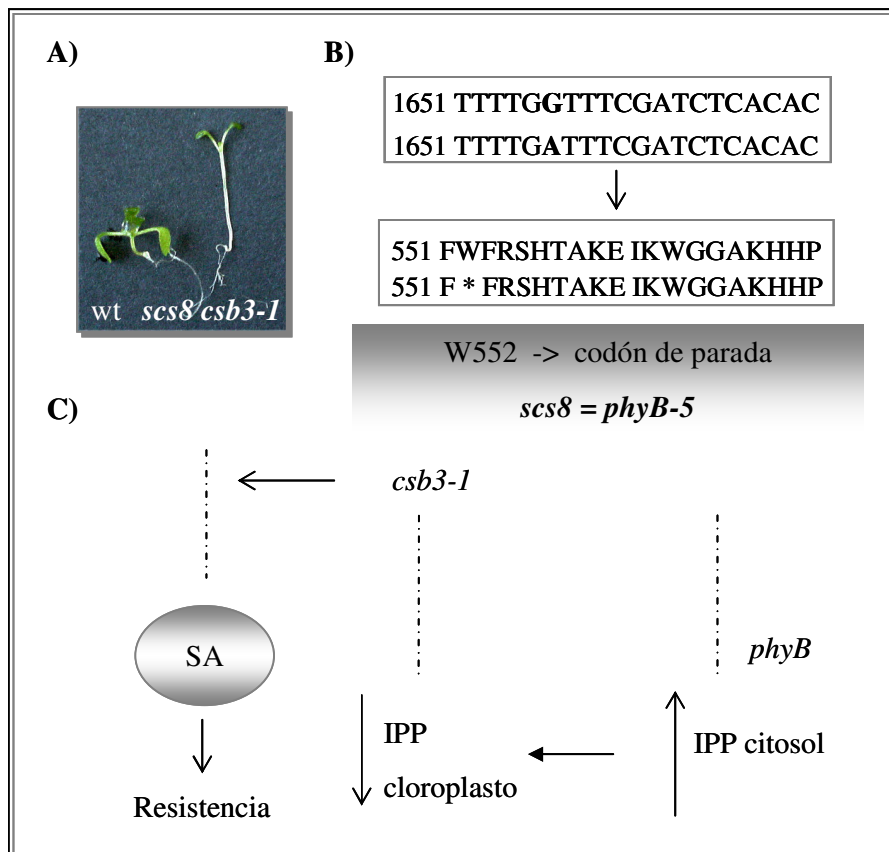 A)
wt scs8 csb3-1
B)
1651 TTTTGGTTTCGATCTCACAC
1651 TTTTGATTTCGATCTCACAC
551 FWFRSHTAKE IKWGGAKHHP
551 F * FRSHTAKE IKWGGAKHHP
W552 -> codón de parada
scs8 = phyB-5
C)
csb3-1
SA
Resistencia
IPP
cloroplasto
phyB
IPP citosol